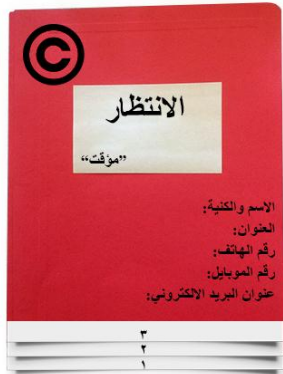 ©
الانتظار
”مؤقت“
الاسم والكنية:
العنوان:
رقم الهاتف:
رقم الموبايل:
عنوان البريد الالكتروني:
٣
٢
١